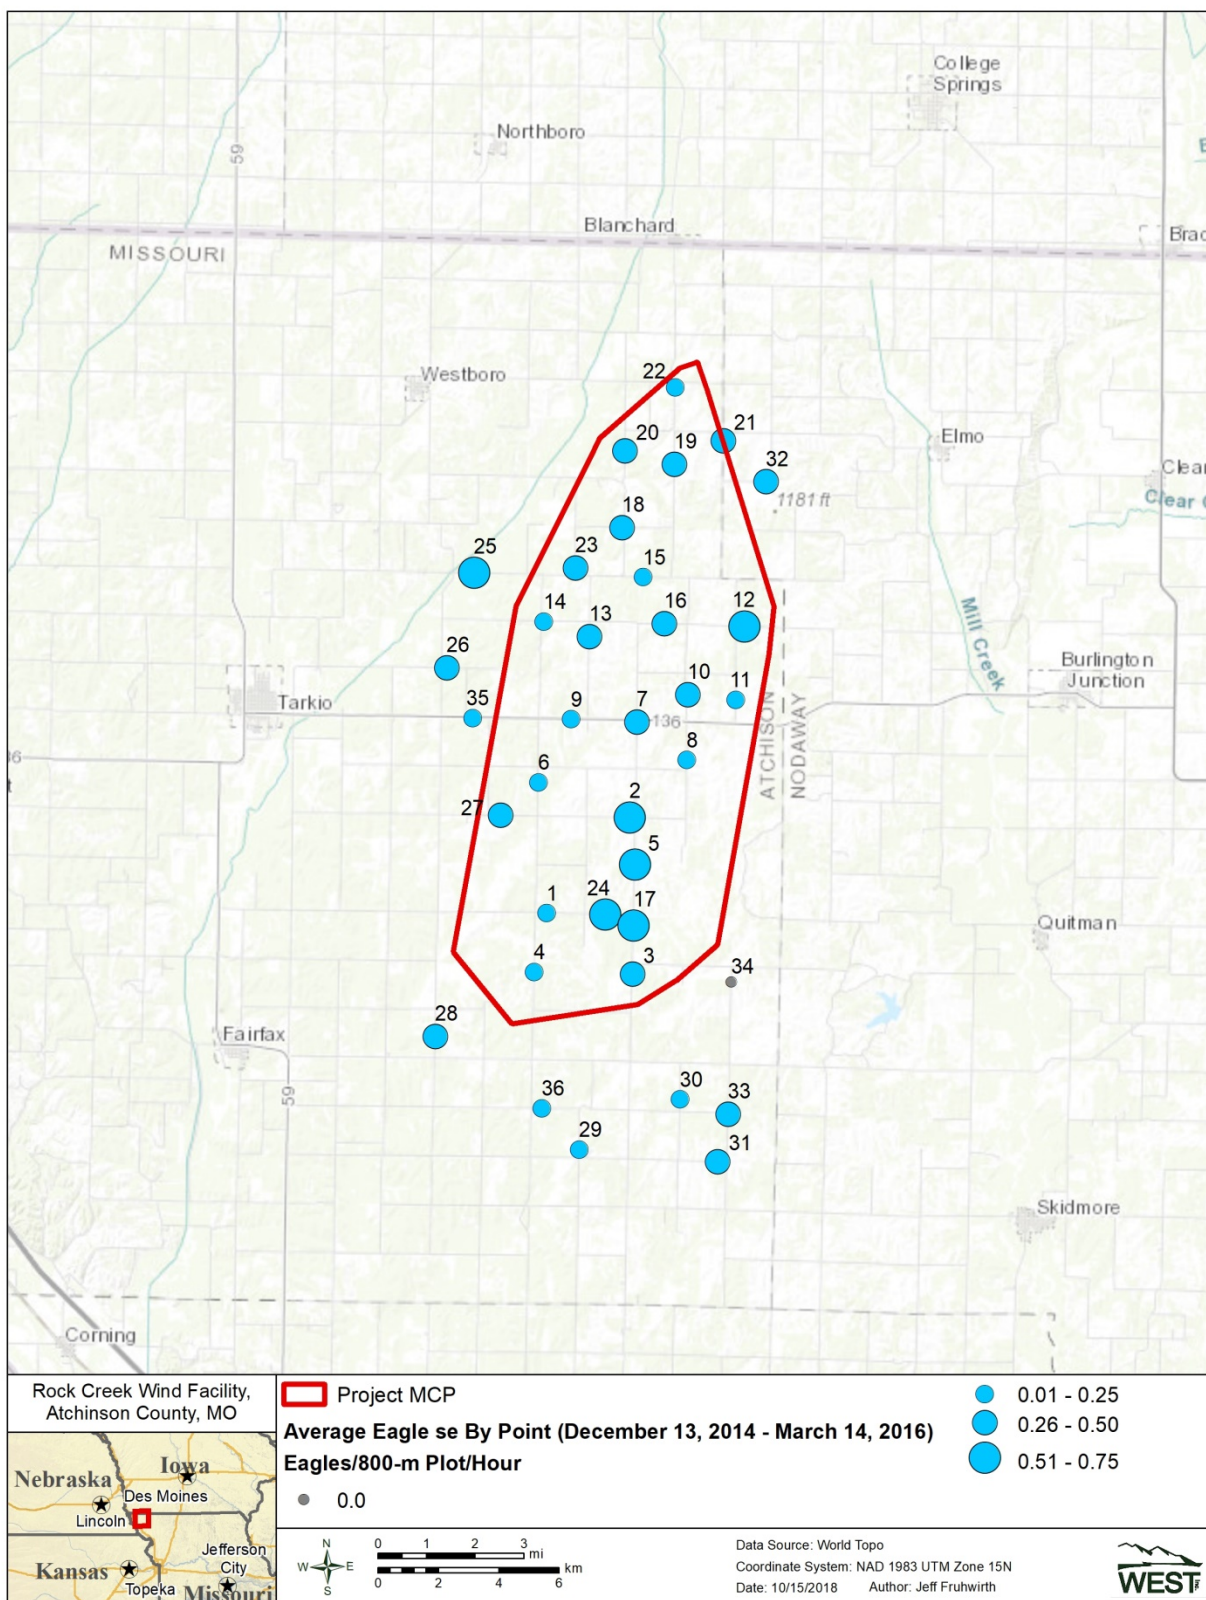 College
Springs
Northboro
59
Blanchard
MISSOURI
Westboro
22
20
19
21
Elmo
32
1181 ft
Clear C
18
25
23
15
14
13
16
12
Mill Creek
26
10
11
Burlington
Junction
Tarkio
35
9
7
136
8
ATCHISON
NODAWAY
6
27
2
5
1
24
17
Quitman
4
3
34
28
Fairfax
59
36
30
33
29
31
Skidmore
Corning
Rock Creek Wind Facility,
Atchinson County, MO
Project MCP
Average Eagle se By Point (December 13, 2014 - March 14, 2016)
Eagles/800-m Plot/Hour
0.0
0.01 - 0.25
0.26 - 0.50
0.51 - 0.75
Nebraska
Iowa
Des Moines
Lincoln
Kansas
Topeka
Jefferson
City
Missouri
N
W E
S
0 1 2 3
mi
km
0 2 4 6
Data Source: World Topo
Coordinate System: NAD 1983 UTM Zone 15N
Date: 10/15/2018 Author: Jeff Fruhwirth
WEST